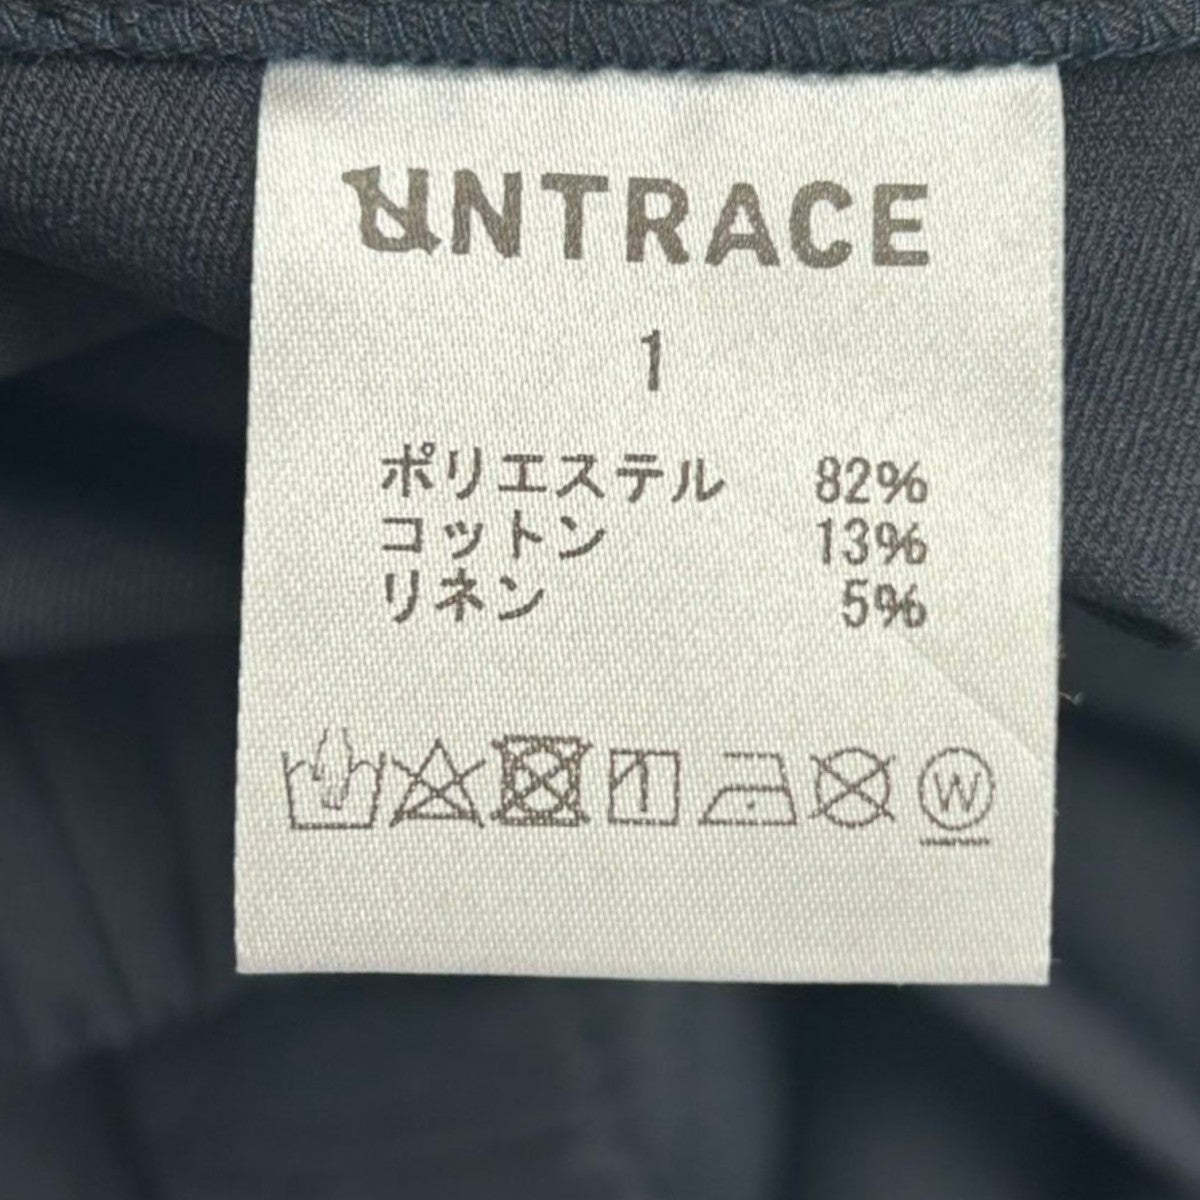 UNTRACE
1
ポリエステル 82%
コットン 13%
リネン 5%
W